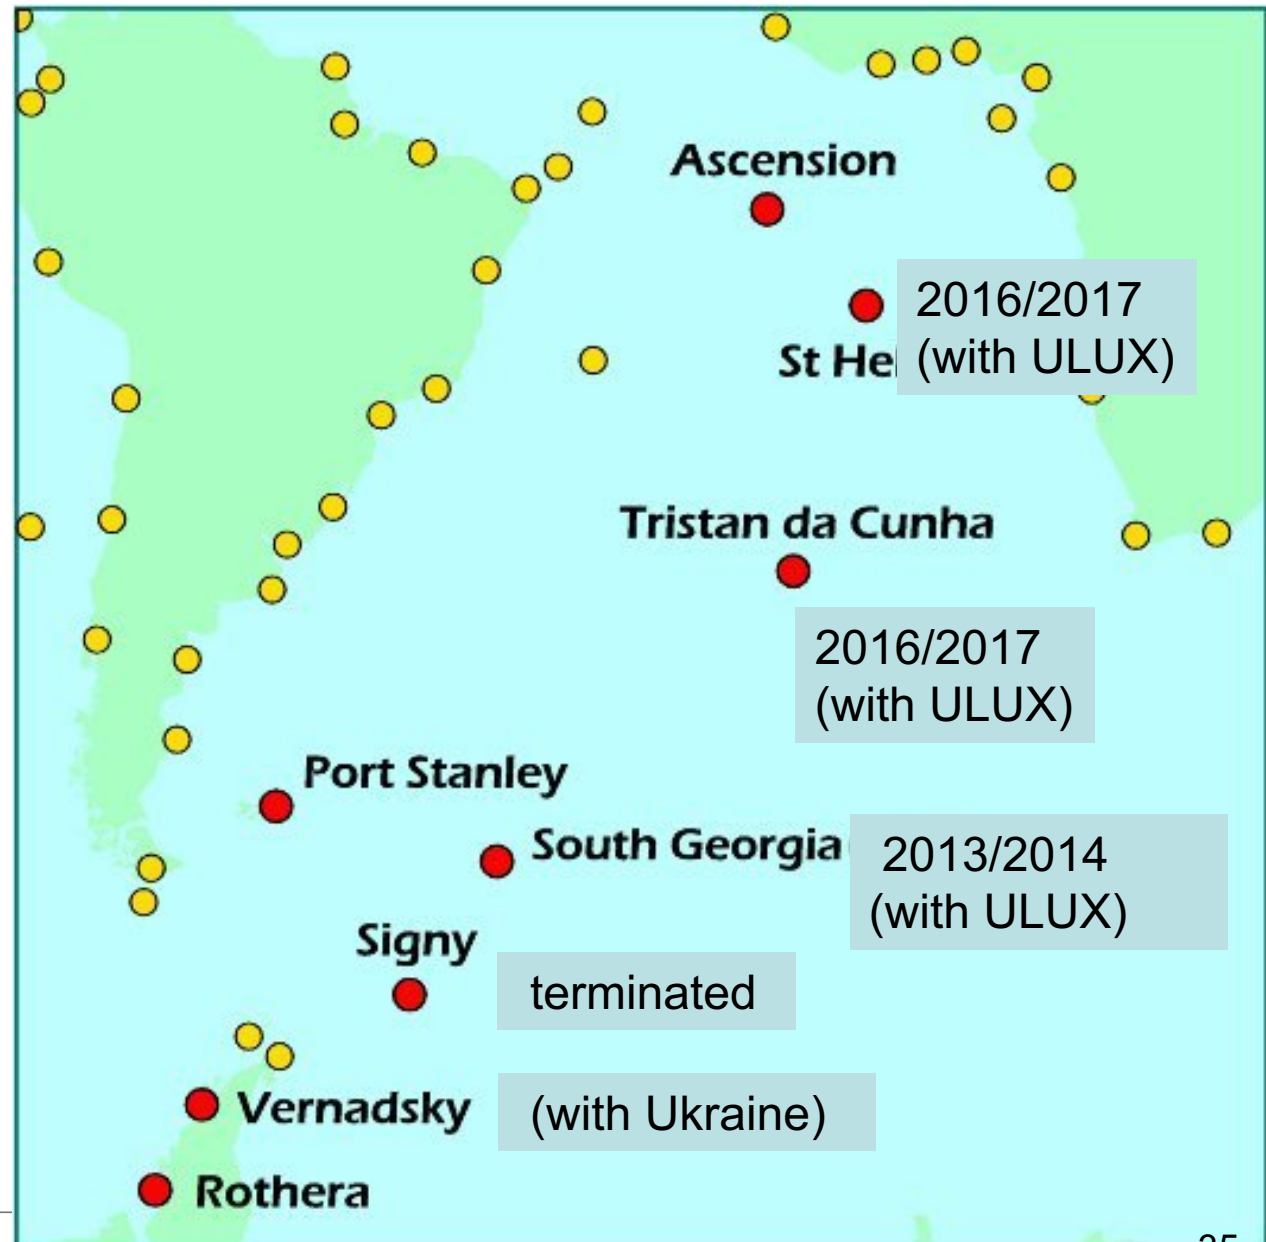 Ascension
2016/2017
(with ULUX)
St
Tristan da Cunha
2016/2017
(with ULUX)
Port Stanley
South Georgia
2013/2014
(with ULUX)
Signy
terminated
Vernadsky
(with Ukraine)
Rothera